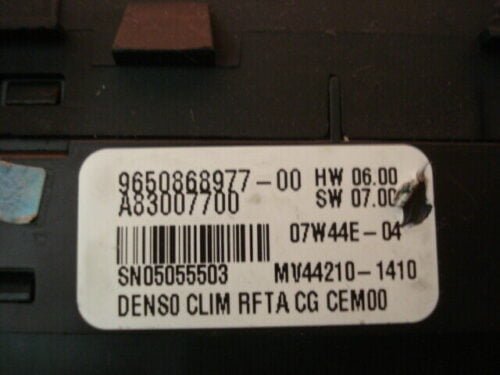 9650868977-00 HW 06.00
A83007700 SW 07.00
07W44E-04
SN05055503 MV44210-1410
DENSO CLIM RFTA CG CEM00